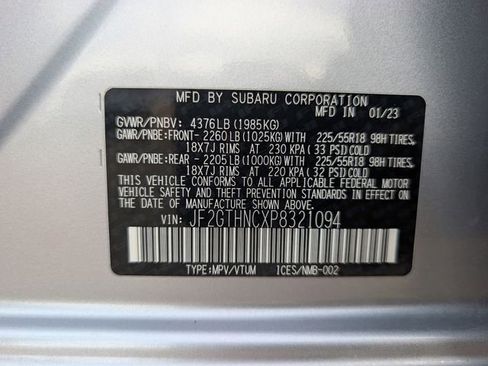 MFD BY SUBARU CORPORATION
MFD IN 01/23
GVWR/PNBV: 4376LB(1985KG)
GAWR/PNBE:FRONT- 2260LB(1025KG)WITH 225/55R18 98H TIRES,
18X7J RIMS AT 230 KPA(33 PSI)COLD
GAWR/PNBE:REAR - 2205LB(1000KG)WITH 225/55R18 98H TIRES,
18X7J RIMS AT 220 KPA(32 PSI)COLD
THIS VEHICLE CONFORMS TO ALL APPLICABLE FEDERAL MOTOR
VEHICLE SAFETY AND THEFT PREVENTION STANDARDS IN EFFECT ON
THE DATE OF MANUFACTURE SHOWN ABOVE.
VIN: JF2GTHNCXP8321094
TYPE:MPV/VTUM ICES/NMB-002